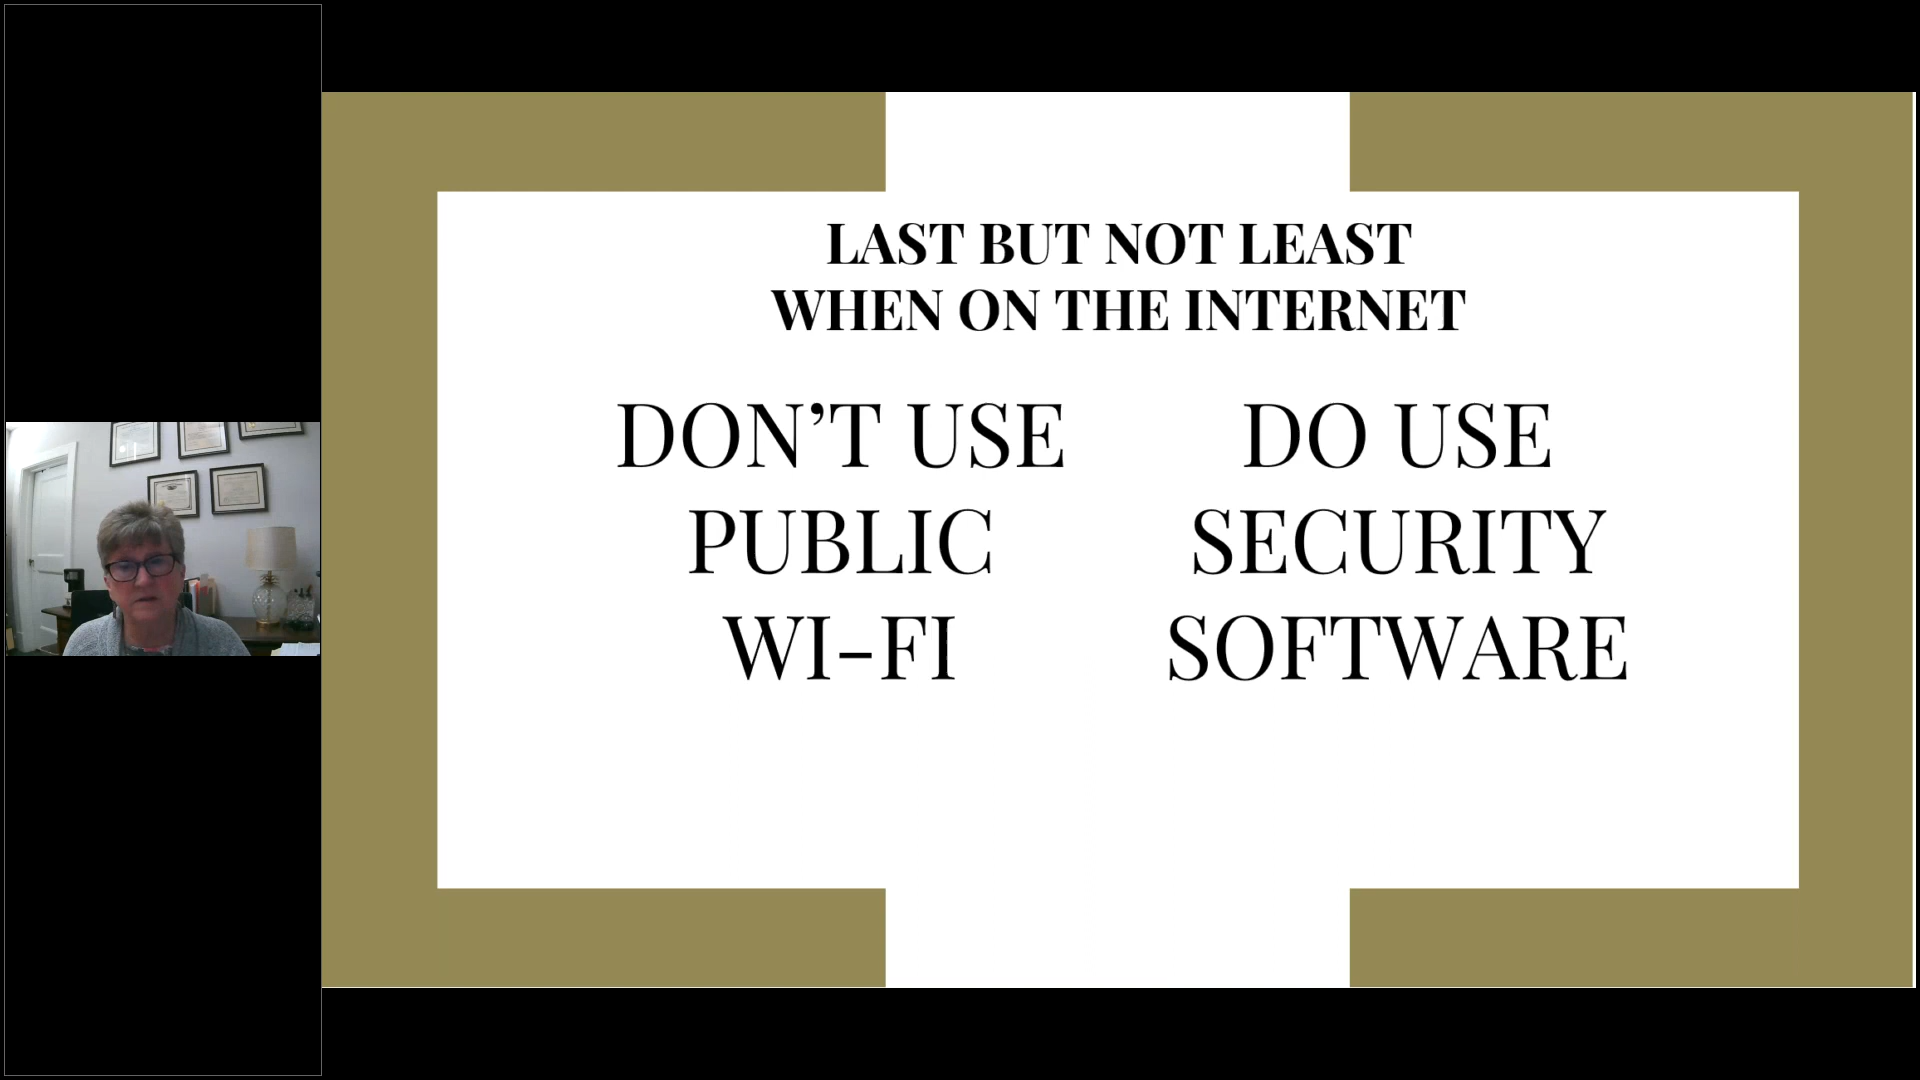 LAST BUT NOT LEAST
WHEN ON THE INTERNET
DON’T USE
PUBLIC
WI-FI
DO USE
SECURITY
SOFTWARE